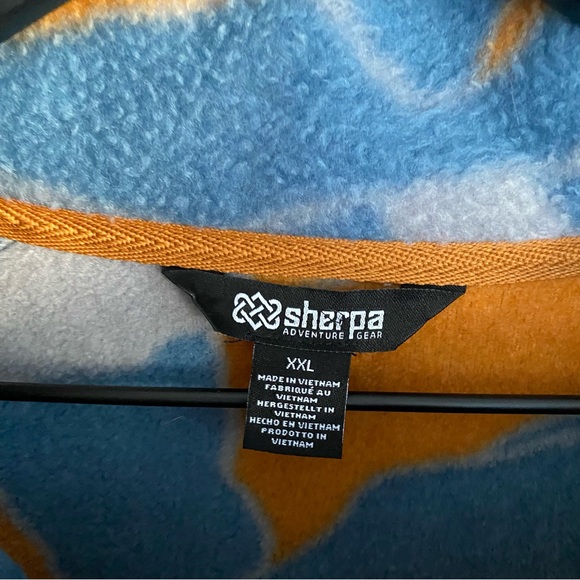 sherpa
ADVENTURE GEAR
XXL
MADE IN VIETNAM
FABRIQUÉ AU
VIETNAM
HERGESTELLT IN
VIETNAM
HECHO EN VIETNAM
PRODOTTO IN
VIETNAM